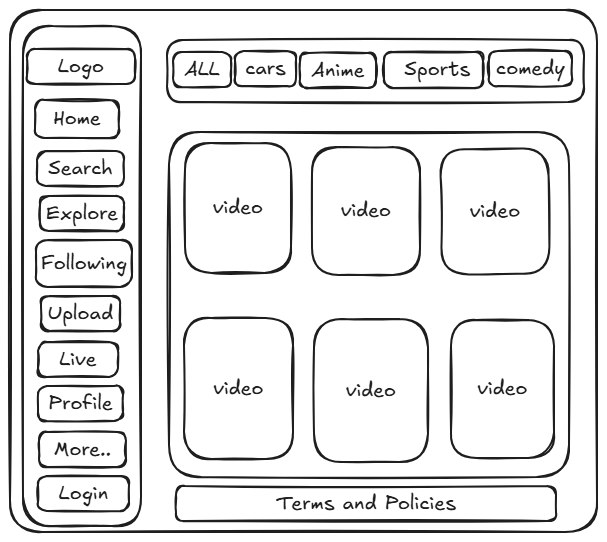 Logo
Home
Search
Explore
Following
Upload
Live
Profile
More..
Login
ALL cars Anime Sports comedy
video video video
video video video
Terms and Policies